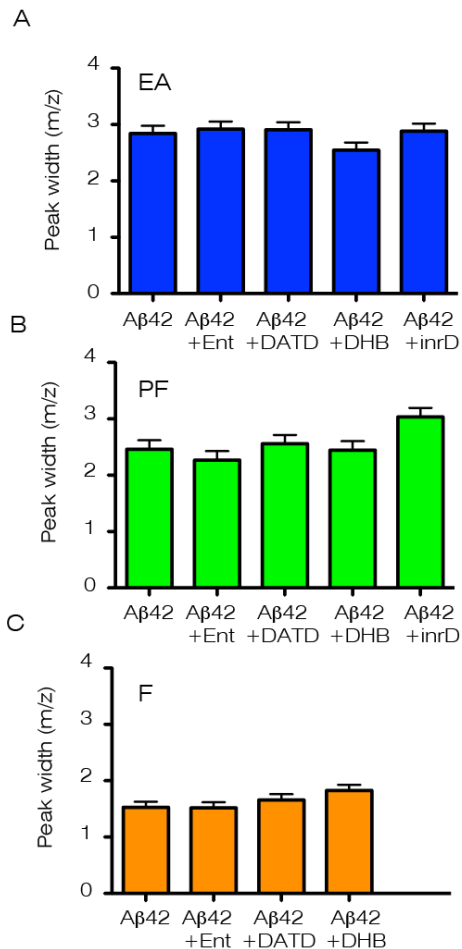 A
EA
Peak width (m/z)
4
3
2
1
0
Aβ42 Aβ42 Aβ42 Aβ42 Aβ42
+Ent +DATD +DHB +inrD
B
PF
Peak width (m/z)
4
3
2
1
0
Aβ42 Aβ42 Aβ42 Aβ42 Aβ42
+Ent +DATD +DHB +inrD
C
F
Peak width (m/z)
4
3
2
1
0
Aβ42 Aβ42 Aβ42 Aβ42
+Ent +DATD +DHB